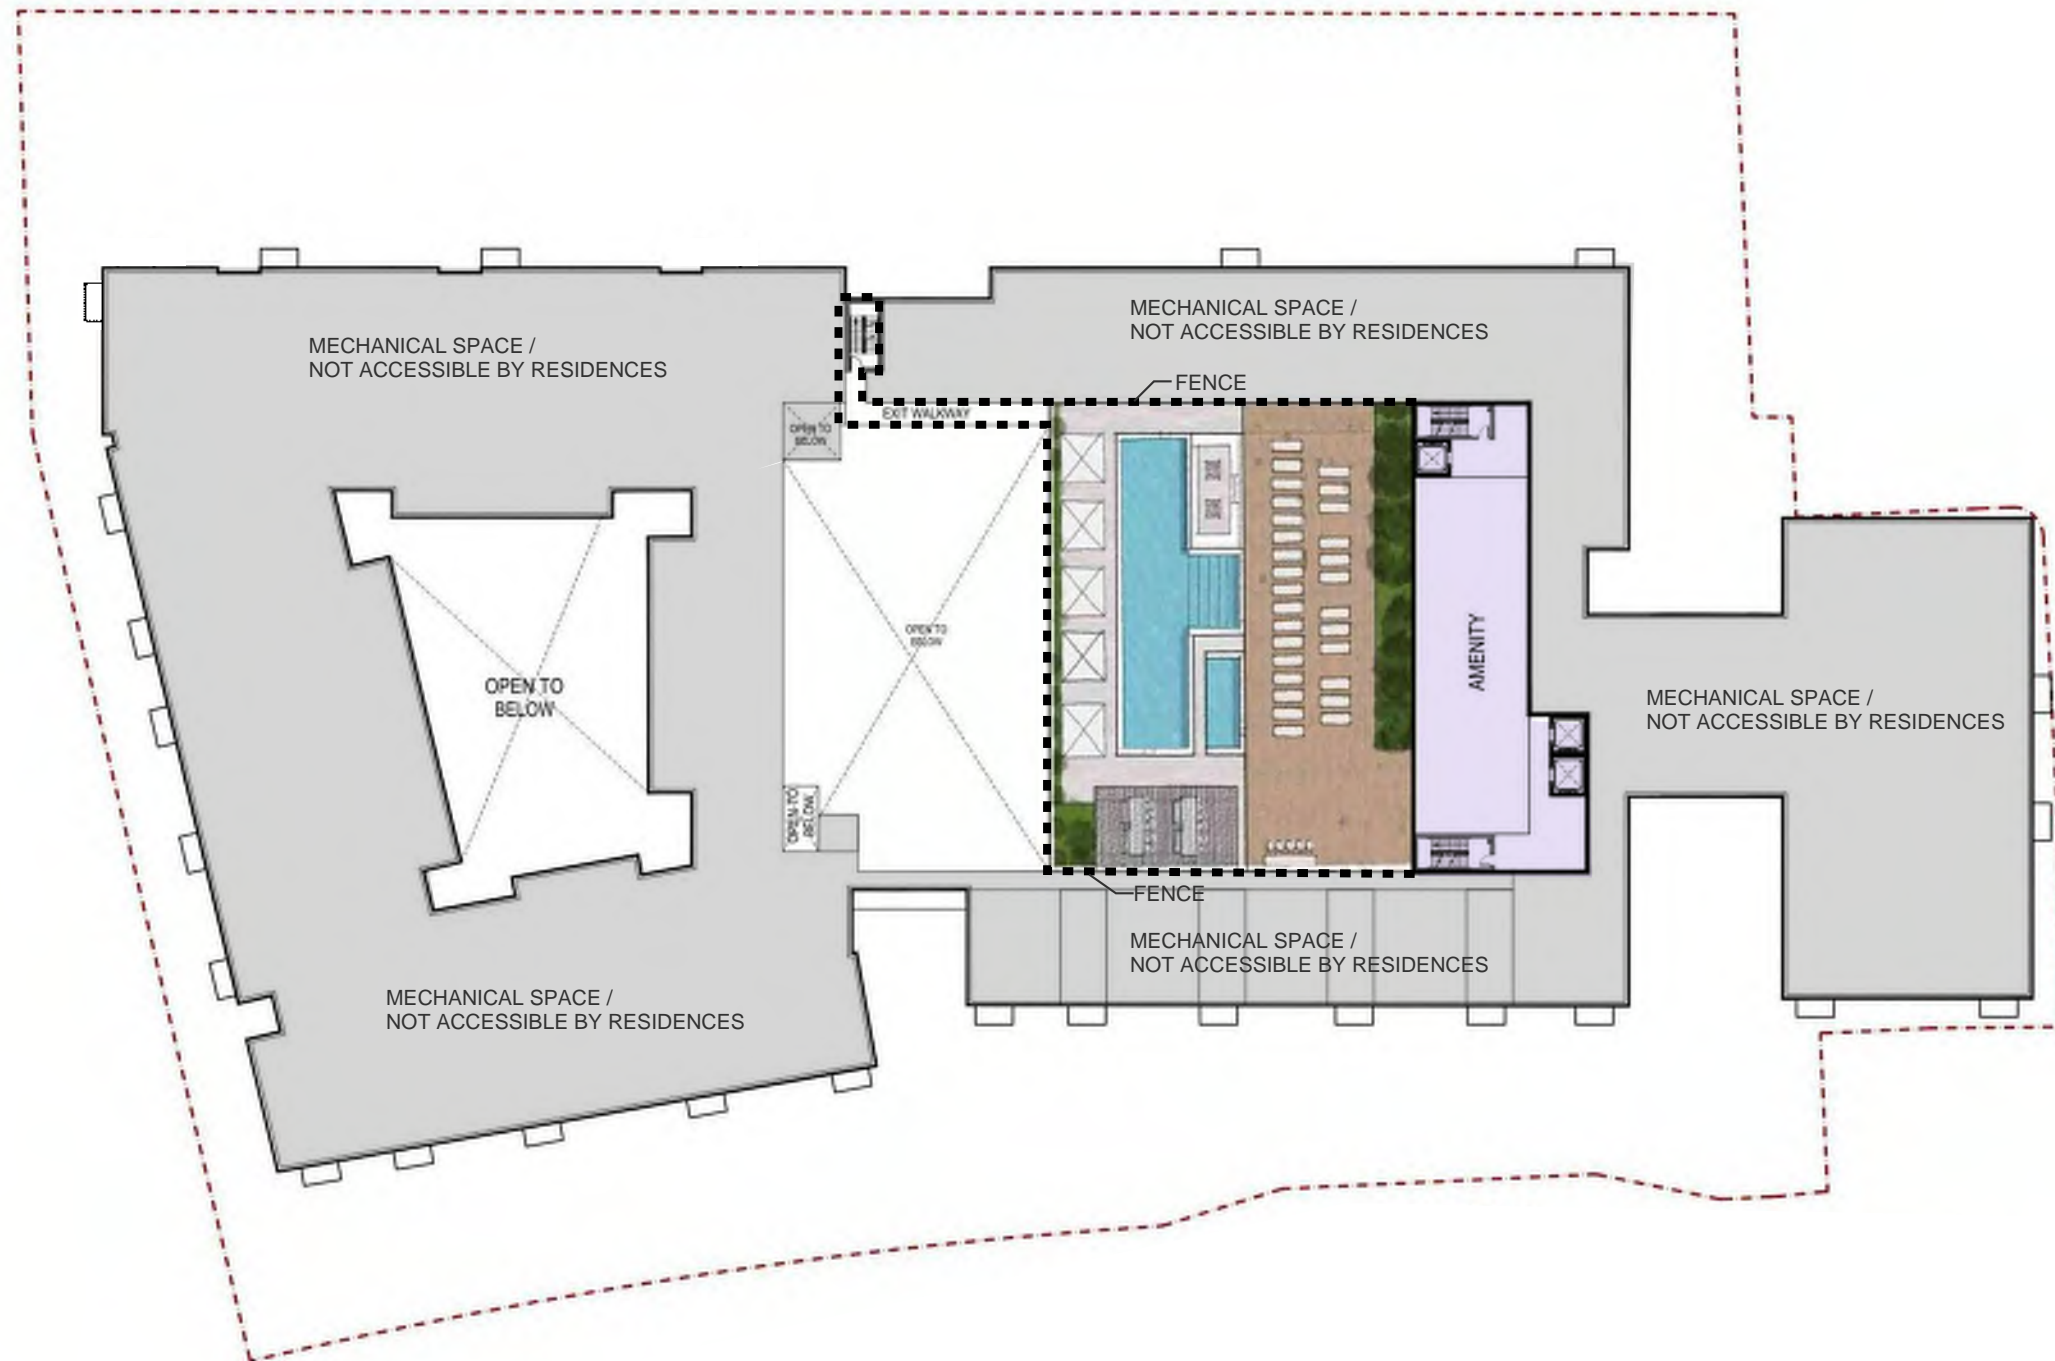 MECHANICAL SPACE /
NOT ACCESSIBLE BY RESIDENCES
MECHANICAL SPACE /
NOT ACCESSIBLE BY RESIDENCES
FENCE
EXIT WALKWAY
OPEN TO
BELOW
OPEN TO
BELOW
OPEN TO
BELOW
AMENITY
MECHANICAL SPACE /
NOT ACCESSIBLE BY RESIDENCES
OPEN-TO
BELOW
FENCE
MECHANICAL SPACE /
NOT ACCESSIBLE BY RESIDENCES
MECHANICAL SPACE /
NOT ACCESSIBLE BY RESIDENCES